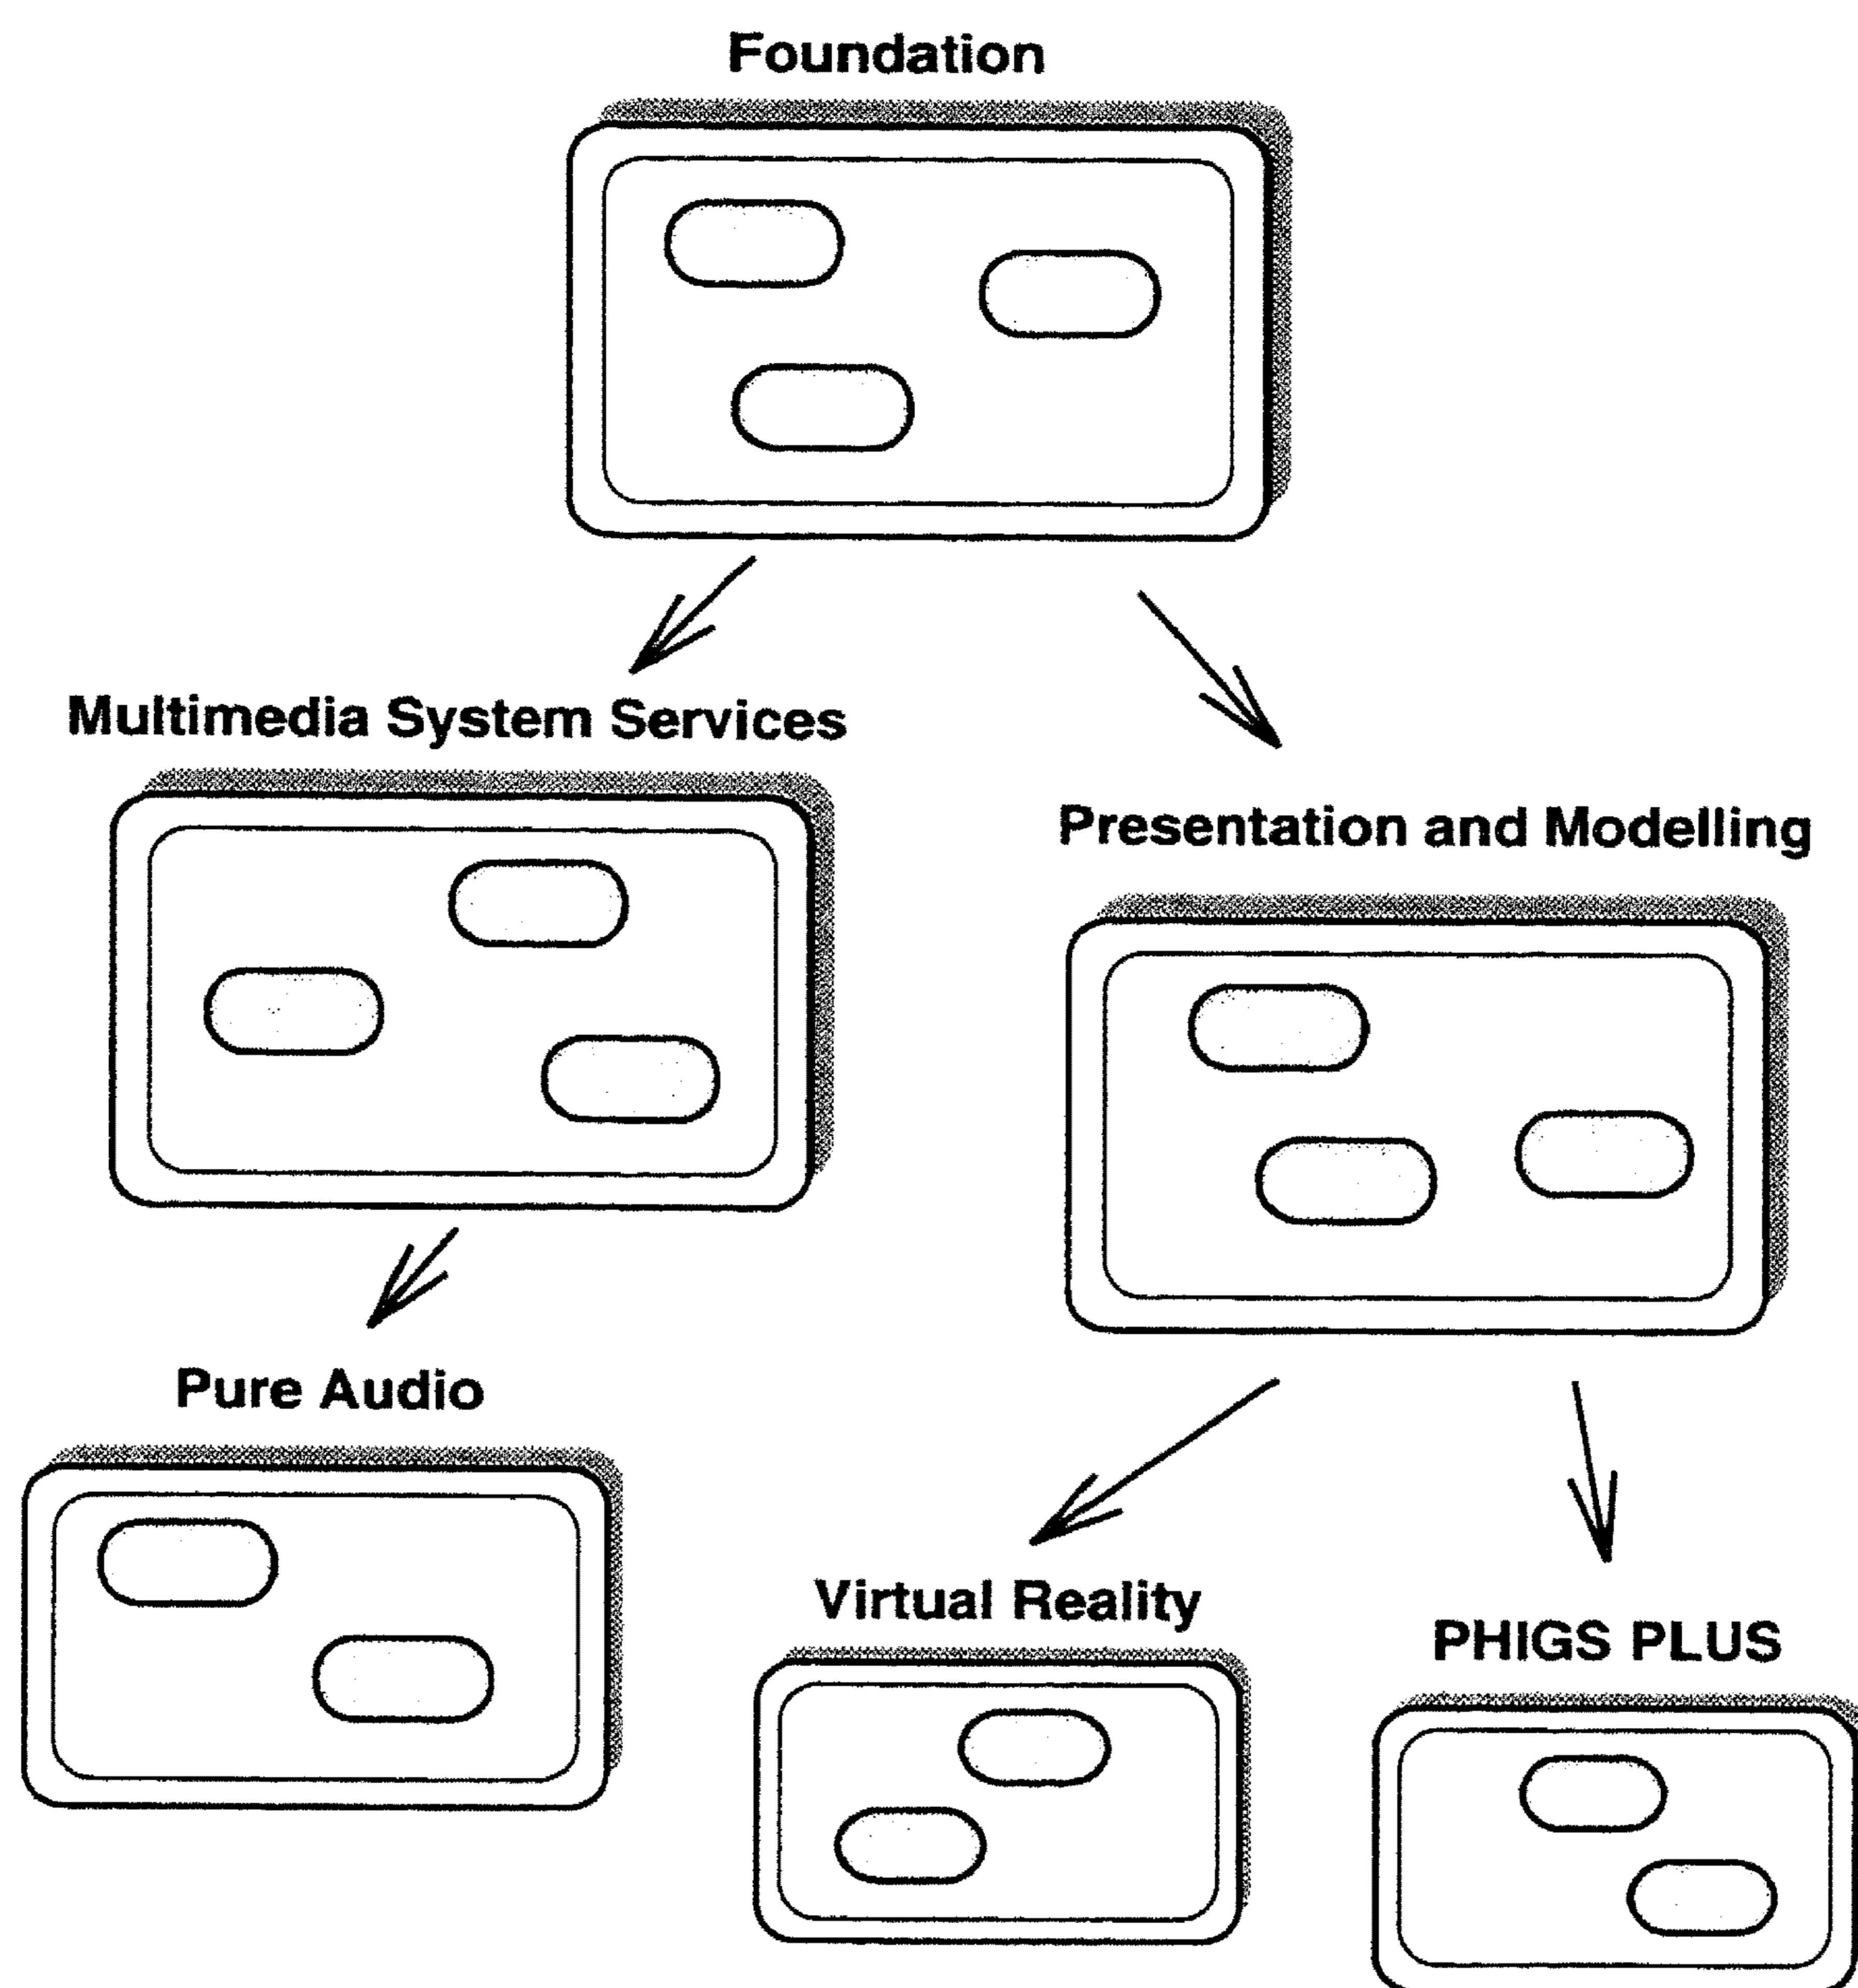 Foundation
Multimedia System Services
Presentation and Modelling
Pure Audio
Virtual Reality
PHIGS PLUS